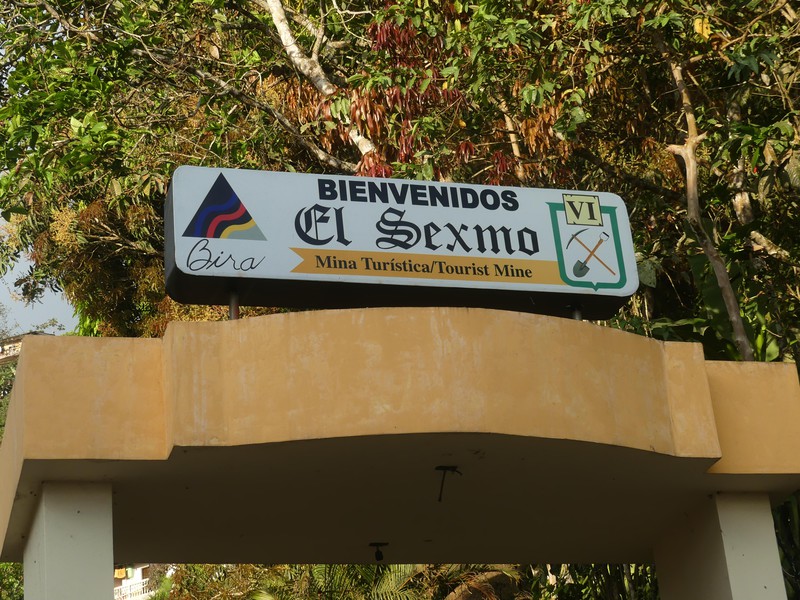 BIENVENIDOS
El Sexmo
Mina Turística/Tourist Mine
Bira
VI